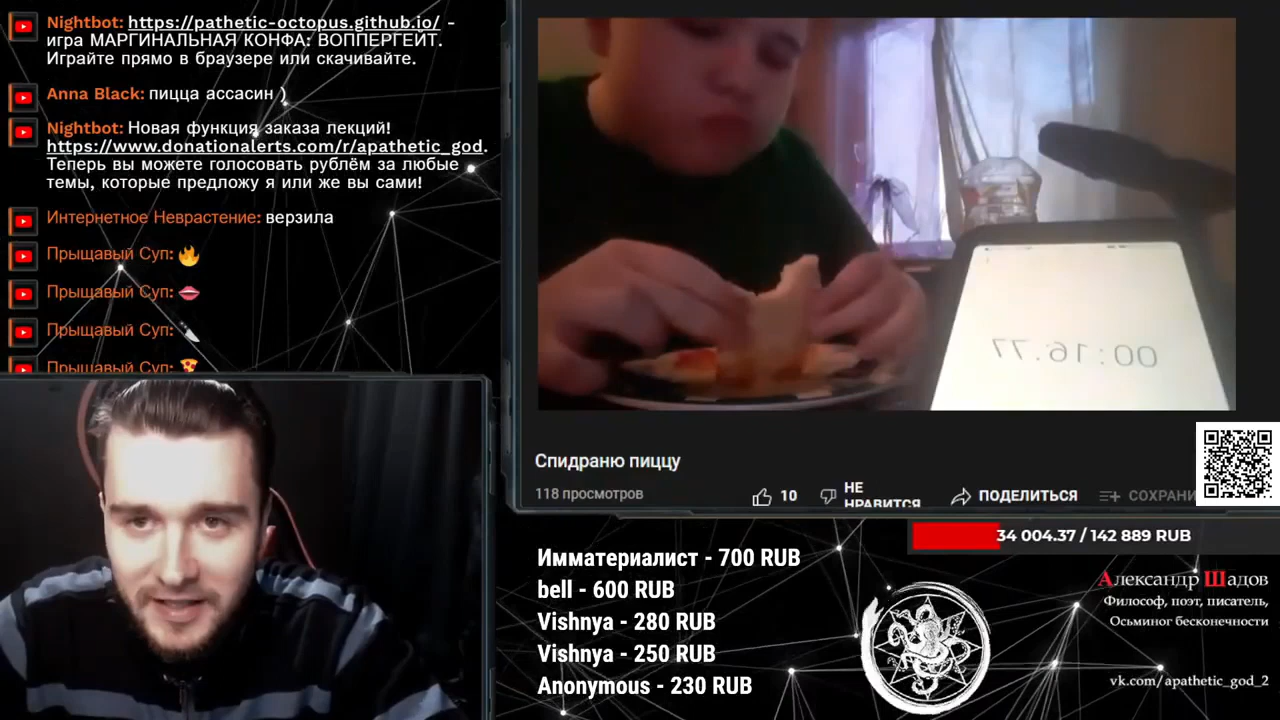 Nightbot: https://pathetic-octopus.github.io/ -
игра МАРГИНАЛЬНАЯ КОНФА: ВОППЕРГЕЙТ.
Играйте прямо в браузере или скачивайте.
Anna Black: пицца ассасин )
Nightbot: Новая функция заказа лекций!
https://www.donationalerts.com/r/apathetic_god.
Теперь вы можете голосовать рублём за любые
темы, которые предложу я или же вы сами!
Интернетное Неврастение: верзила
Прыщавый Суп: 🔥
Прыщавый Суп: 👄
Прыщавый Суп: 🔪
Прыщавый Суп: 🍕
00:16.77
Спидраню пиццу
118 просмотров
10
НЕ НРАВИТСЯ
ПОДЕЛИТЬСЯ
СОХРАНИ
34 004.37 / 142 889 RUB
Имматериалист - 700 RUB
bell - 600 RUB
Vishnya - 280 RUB
Vishnya - 250 RUB
Anonymous - 230 RUB
Александр Шадов
Философ, поэт, писатель,
Осьминог бесконечности
vk.com/apathetic_god_2